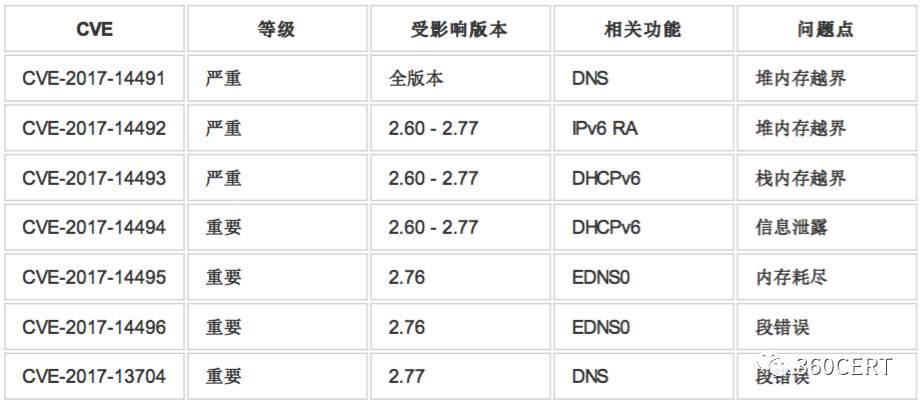 CVE 等级 受影响版本 相关功能 问题点
CVE-2017-14491 严重 全版本 DNS 堆内存越界
CVE-2017-14492 严重 2.60 - 2.77 IPv6 RA 堆内存越界
CVE-2017-14493 严重 2.60 - 2.77 DHCPv6 栈内存越界
CVE-2017-14494 重要 2.60 - 2.77 DHCPv6 信息泄露
CVE-2017-14495 重要 2.76 EDNS0 内存耗尽
CVE-2017-14496 重要 2.76 EDNS0 段错误
CVE-2017-13704 重要 2.77 DNS 段错误
360CERT